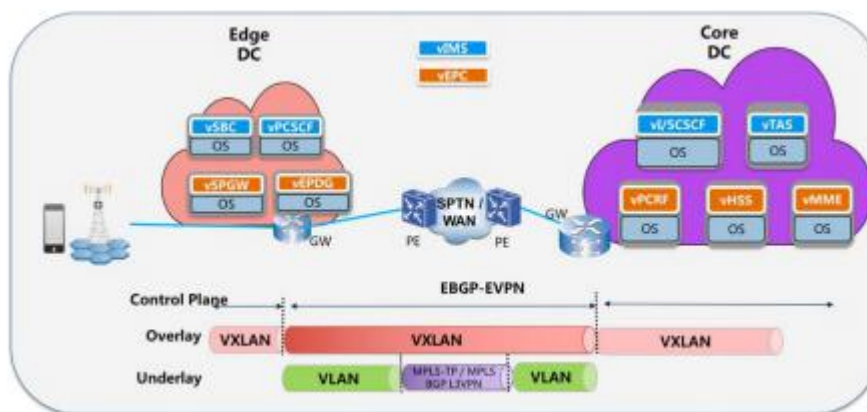 Edge
DC
vIMS
vEPC
Core
DC
vSBC
vPCSCF
OS
OS
vSPGW
vEPDG
OS
OS
GW
PE
SPTN /
WAN
PE
GW
vI/SCSCF
vTAS
OS
OS
vPCRF
vHSS
vMME
OS
OS
OS
EBGP-EVPN
Control Plane
Overlay
VXLAN
VXLAN
VXLAN
Underlay
VLAN
MPLS-TP / MPLS
BGP L3VPN
VLAN